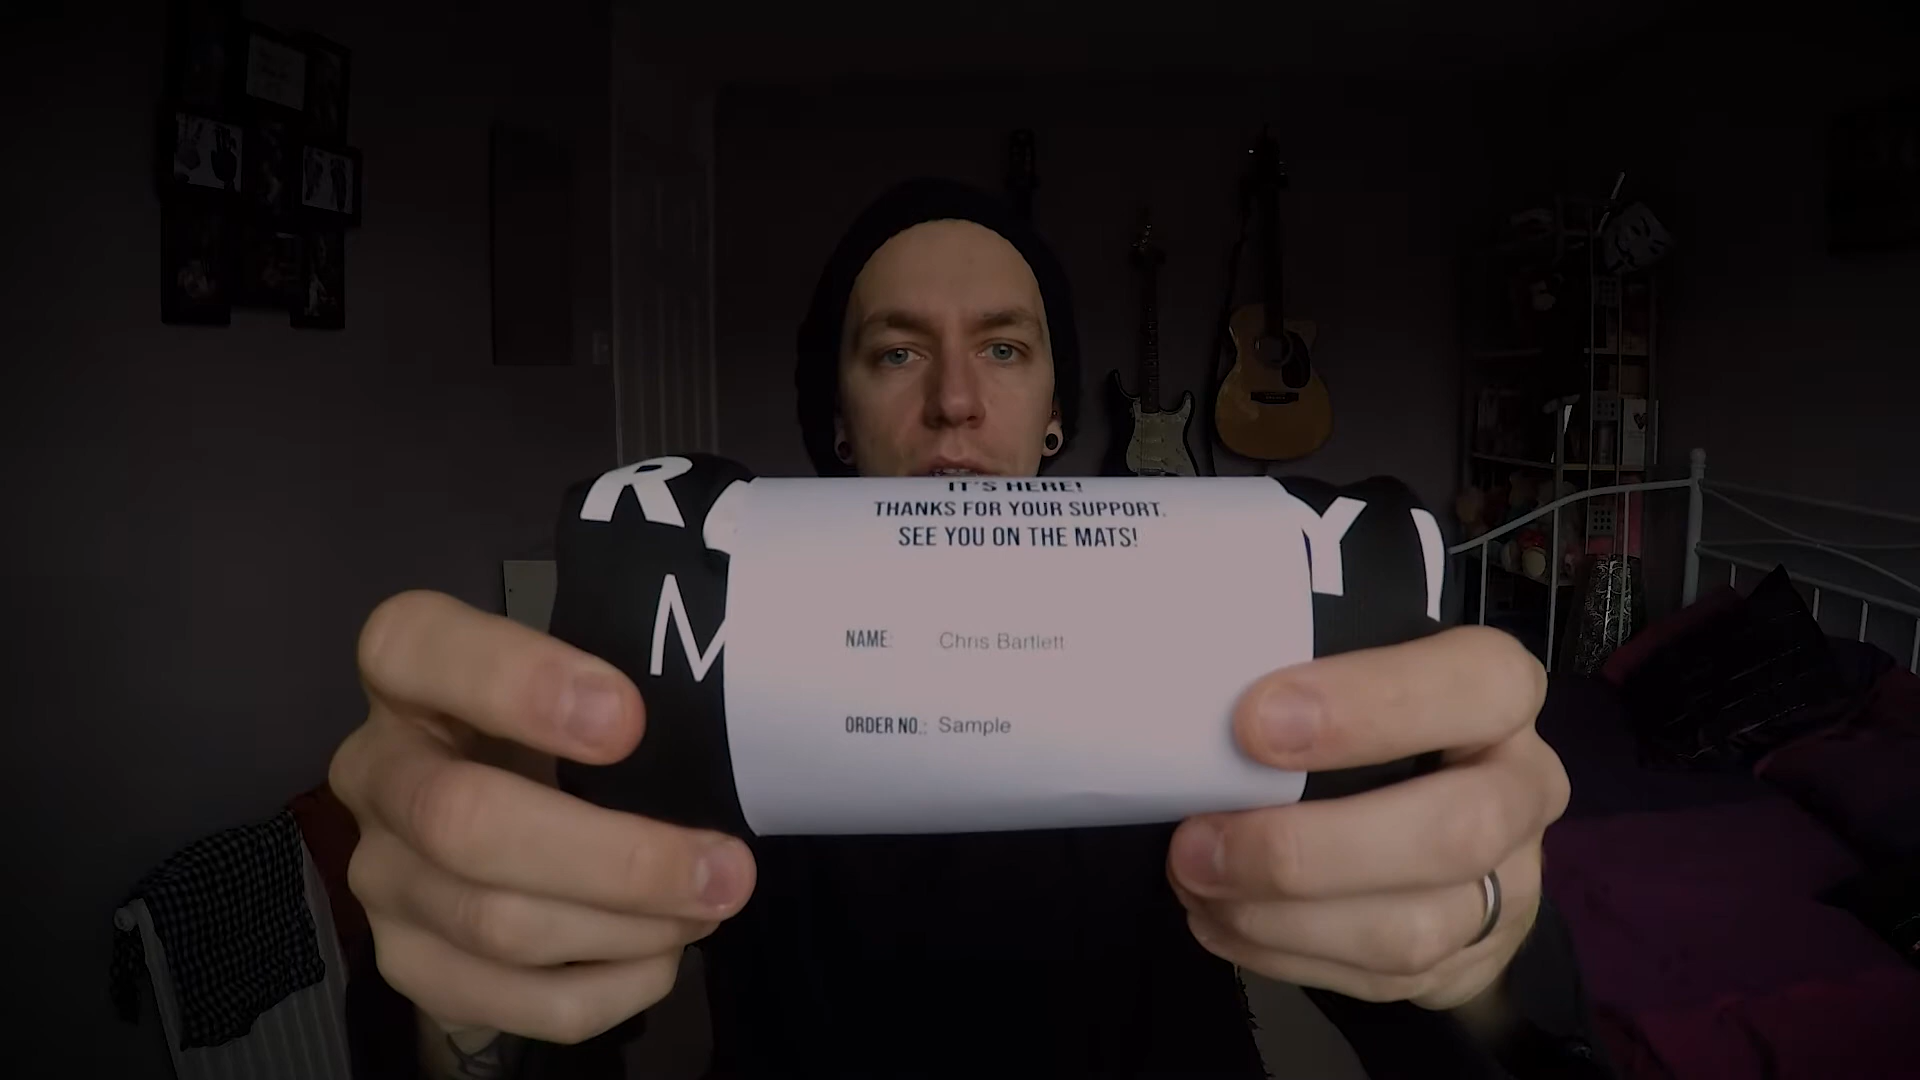 R
Y
M
IT'S HERE!
THANKS FOR YOUR SUPPORT.
SEE YOU ON THE MATS!
NAME: Chris Bartlett
ORDER NO.: Sample